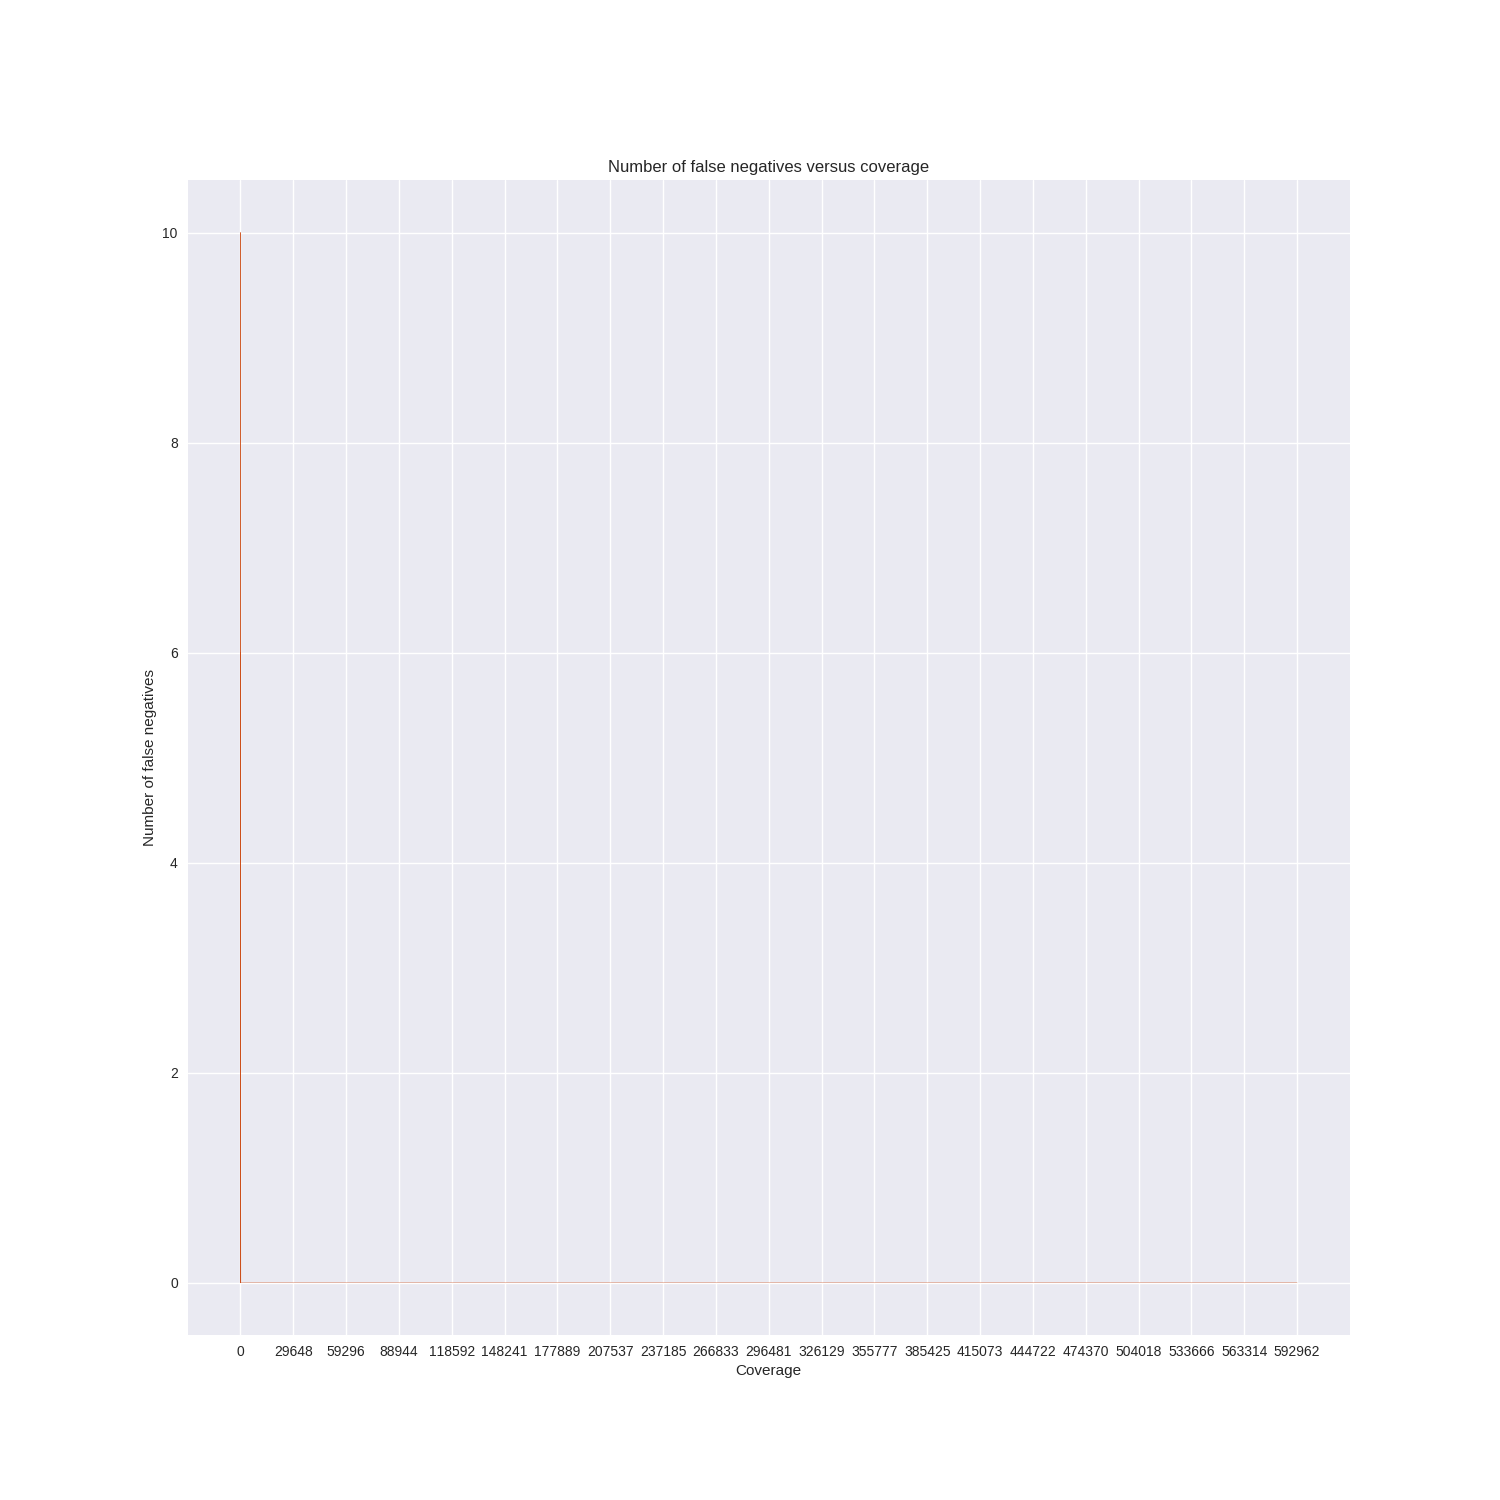 Number of false negatives versus coverage
10
8
6
4
2
0
Number of false negatives
0 29648 59296 88944 118592 148241 177889 207537 237185 266833 296481 326129 355777 385425 415073 444722 474370 504018 533666 563314 592962
Coverage